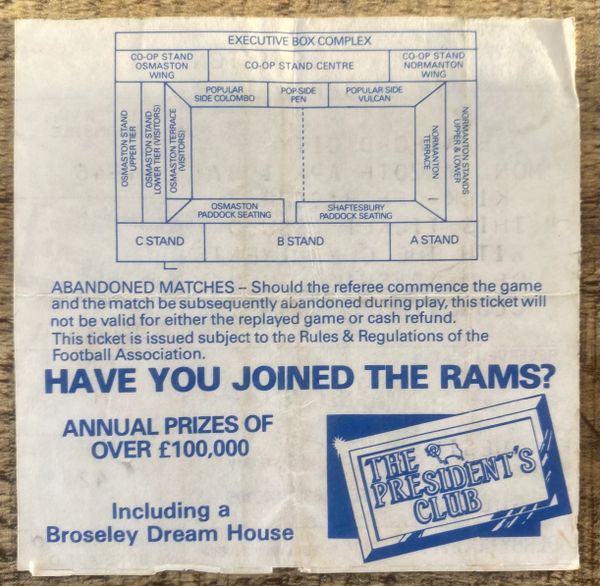 EXECUTIVE BOX COMPLEX
CO-OP STAND
OSMASTON
WING
CO-OP STAND CENTRE
CO-OP STAND
NORMANTON
WING
POPULAR
SIDE COLOMBO
POP-SIDE
PEN
POPULAR SIDE
VULCAN
OSMASTON STAND
UPPER TIER
OSMASTON STAND
LOWER TIER (VISITORS)
OSMASTON TERRACE
(VISITORS)
NORMANTON
TERRACE
NORMANTON STANDS
UPPER & LOWER
OSMASTON
PADDOCK SEATING
SHAFTESBURY
PADDOCK SEATING
C STAND
B STAND
A STAND
ABANDONED MATCHES – Should the referee commence the game
and the match be subsequently abandoned during play, this ticket will
not be valid for either the replayed game or cash refund.
This ticket is issued subject to the Rules & Regulations of the
Football Association.
HAVE YOU JOINED THE RAMS?
ANNUAL PRIZES OF
OVER £100,000
Including a
Broseley Dream House
THE
PRESIDENT'S
CLUB